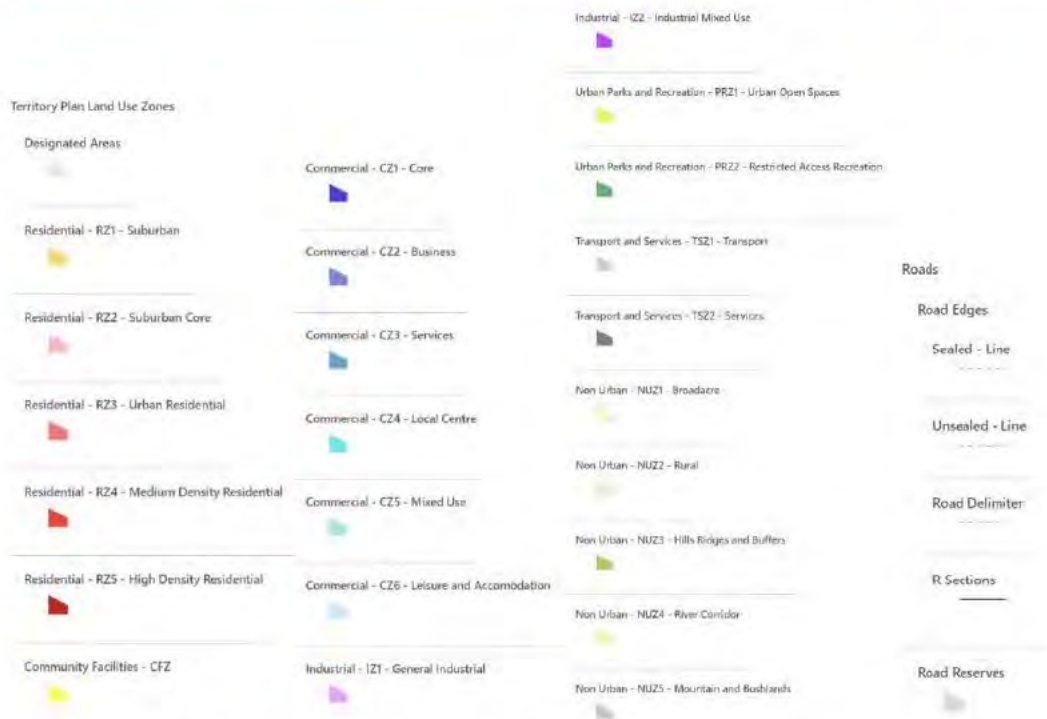 Territory Plan Land Use Zones
Designated Areas
Residential - RZ1 - Suburban
Residential - RZ2 - Suburban Core
Residential - RZ3 - Urban Residential
Residential - RZ4 - Medium Density Residential
Residential - RZ5 - High Density Residential
Community Facilities - CFZ
Commercial - CZ1 - Core
Commercial - CZ2 - Business
Commercial - CZ3 - Services
Commercial - CZ4 - Local Centre
Commercial - CZ5 - Mixed Use
Commercial - CZ6 - Leisure and Accomodation
Industrial - IZ1 - General Industrial
Industrial - IZ2 - Industrial Mixed Use
Urban Parks and Recreation - PRZ1 - Urban Open Spaces
Urban Parks and Recreation - PRZ2 - Restricted Access Recreation
Transport and Services - TSZ1 - Transport
Transport and Services - TSZ2 - Services
Non Urban - NUZ1 - Broadacre
Non Urban - NUZ2 - Rural
Non Urban - NUZ3 - Hills Ridges and Buffers
Non Urban - NUZ4 - River Corridor
Non Urban - NUZ5 - Mountain and Bushlands
Roads
Road Edges
Sealed - Line
Unsealed - Line
Road Delimiter
R Sections
Road Reserves